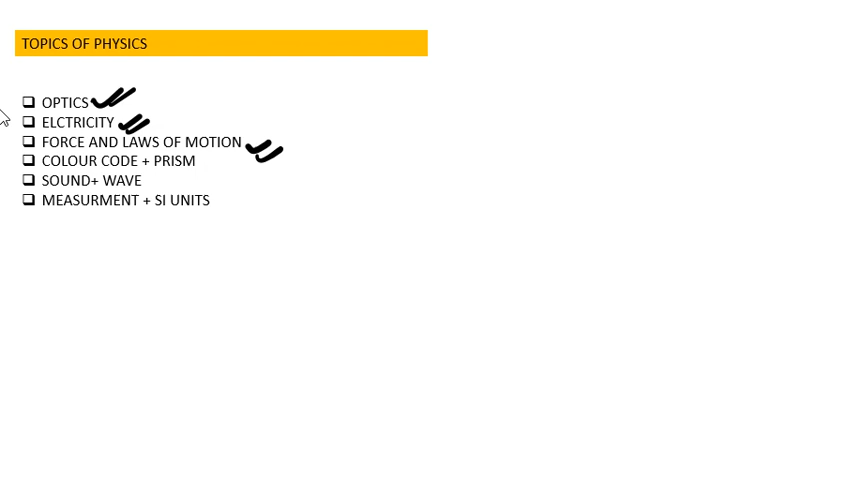 TOPICS OF PHYSICS
❑ OPTICS
❑ ELCTRICITY
❑ FORCE AND LAWS OF MOTION
❑ COLOUR CODE + PRISM
❑ SOUND+ WAVE
❑ MEASURMENT + SI UNITS